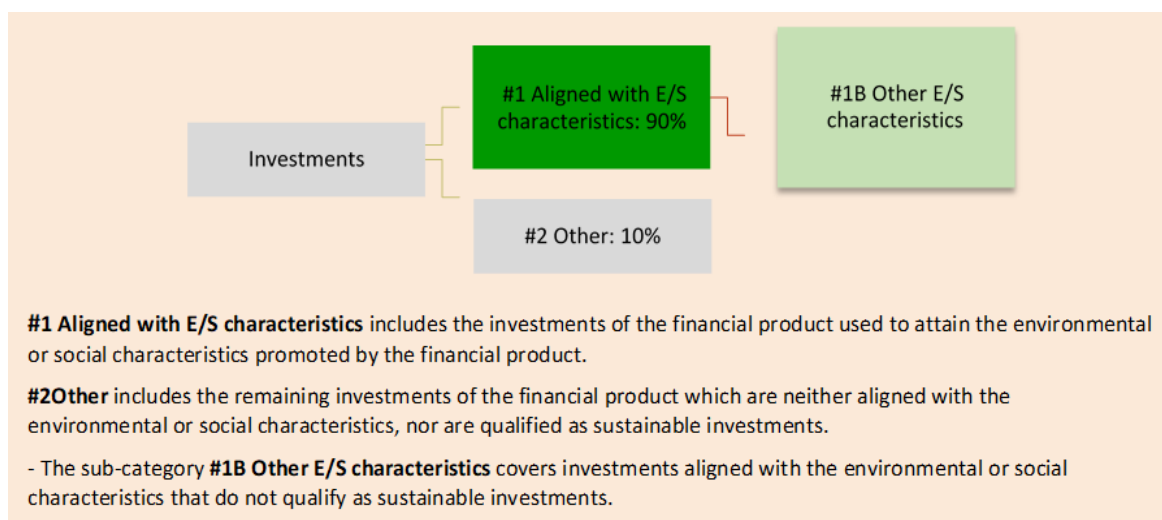 #1 Aligned with E/S
characteristics: 90%
#1B Other E/S
characteristics
Investments
#2 Other: 10%
#1 Aligned with E/S characteristics includes the investments of the financial product used to attain the environmental
or social characteristics promoted by the financial product.
#2Other includes the remaining investments of the financial product which are neither aligned with the
environmental or social characteristics, nor are qualified as sustainable investments.
- The sub-category #1B Other E/S characteristics covers investments aligned with the environmental or social
characteristics that do not qualify as sustainable investments.